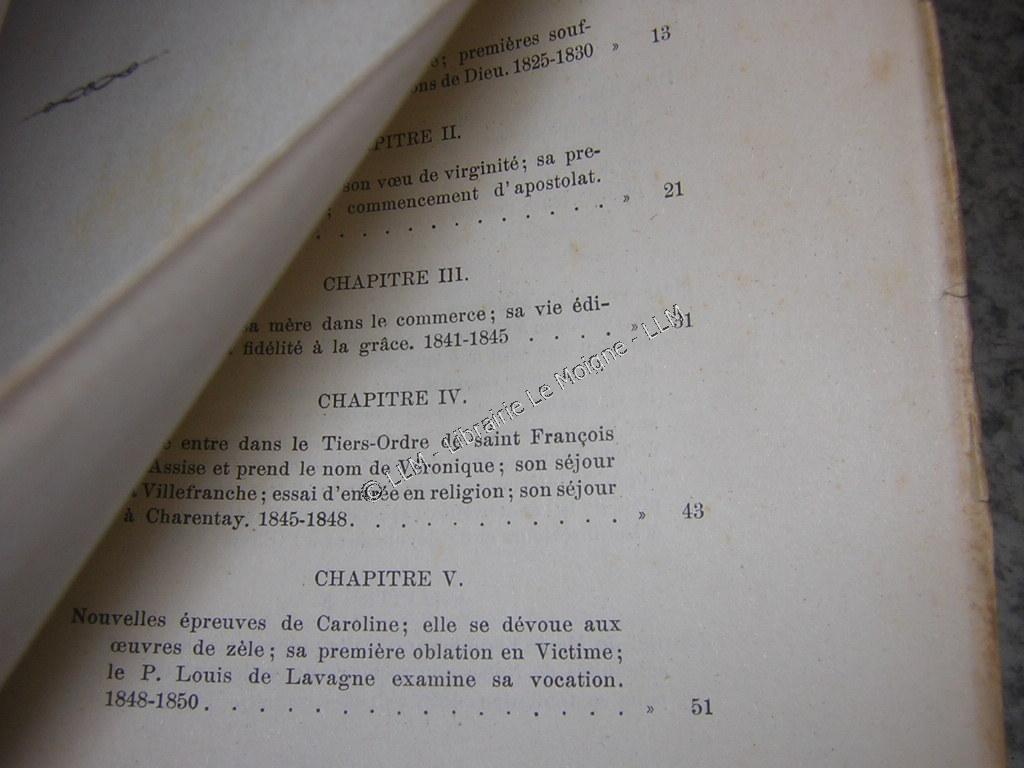 premières souf-
de Dieu. 1825-1830 » 13
CHAPITRE II.
son vœu de virginité; sa pre-
; commencement d'apostolat.
. . . . . . . . . . . . . » 21
CHAPITRE III.
sa mère dans le commerce; sa vie édi-
fidélité à la grâce. 1841-1845 . . . . » 31
CHAPITRE IV.
entre dans le Tiers-Ordre de saint François
Assise et prend le nom de Véronique; son séjour
Villefranche; essai d'entrée en religion; son séjour
à Charentay. 1845-1848. . . . . . . . . . . . » 43
CHAPITRE V.
Nouvelles épreuves de Caroline; elle se dévoue aux
œuvres de zèle; sa première oblation en Victime;
le P. Louis de Lavagne examine sa vocation.
1848-1850. . . . . . . . . . . . . . . . . » 51
© LLM - Librairie Le Moigne - LLM